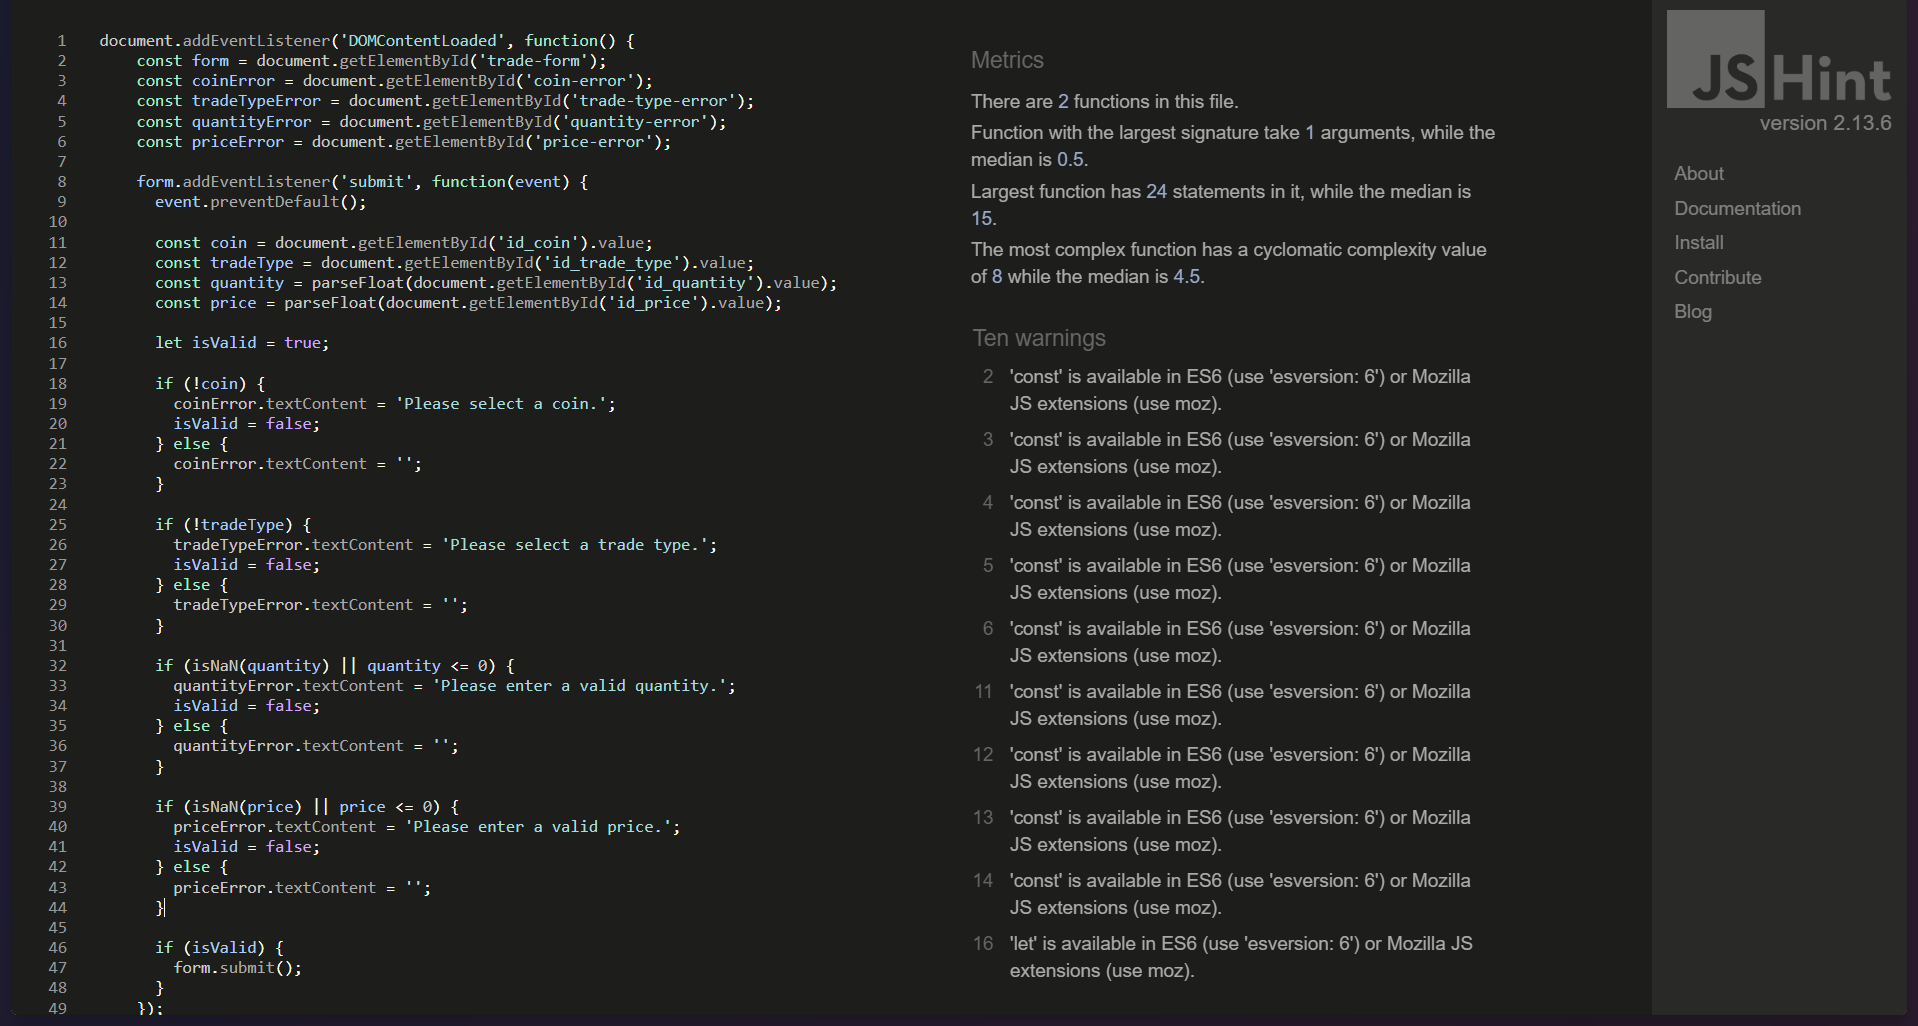 1 document.addEventListener('DOMContentLoaded', function() {
2 const form = document.getElementById('trade-form');
3 const coinError = document.getElementById('coin-error');
4 const tradeTypeError = document.getElementById('trade-type-error');
5 const quantityError = document.getElementById('quantity-error');
6 const priceError = document.getElementById('price-error');
7
8 form.addEventListener('submit', function(event) {
9 event.preventDefault();
10
11 const coin = document.getElementById('id_coin').value;
12 const tradeType = document.getElementById('id_trade_type').value;
13 const quantity = parseFloat(document.getElementById('id_quantity').value);
14 const price = parseFloat(document.getElementById('id_price').value);
15
16 let isValid = true;
17
18 if (!coin) {
19 coinError.textContent = 'Please select a coin.';
20 isValid = false;
21 } else {
22 coinError.textContent = '';
23 }
24
25 if (!tradeType) {
26 tradeTypeError.textContent = 'Please select a trade type.';
27 isValid = false;
28 } else {
29 tradeTypeError.textContent = '';
30 }
31
32 if (isNaN(quantity) || quantity <= 0) {
33 quantityError.textContent = 'Please enter a valid quantity.';
34 isValid = false;
35 } else {
36 quantityError.textContent = '';
37 }
38
39 if (isNaN(price) || price <= 0) {
40 priceError.textContent = 'Please enter a valid price.';
41 isValid = false;
42 } else {
43 priceError.textContent = '';
44 }
45
46 if (isValid) {
47 form.submit();
48 }
49 });
Metrics
There are 2 functions in this file.
Function with the largest signature take 1 arguments, while the
median is 0.5.
Largest function has 24 statements in it, while the median is
15.
The most complex function has a cyclomatic complexity value
of 8 while the median is 4.5.
Ten warnings
2 'const' is available in ES6 (use 'esversion: 6') or Mozilla
JS extensions (use moz).
3 'const' is available in ES6 (use 'esversion: 6') or Mozilla
JS extensions (use moz).
4 'const' is available in ES6 (use 'esversion: 6') or Mozilla
JS extensions (use moz).
5 'const' is available in ES6 (use 'esversion: 6') or Mozilla
JS extensions (use moz).
6 'const' is available in ES6 (use 'esversion: 6') or Mozilla
JS extensions (use moz).
11 'const' is available in ES6 (use 'esversion: 6') or Mozilla
JS extensions (use moz).
12 'const' is available in ES6 (use 'esversion: 6') or Mozilla
JS extensions (use moz).
13 'const' is available in ES6 (use 'esversion: 6') or Mozilla
JS extensions (use moz).
14 'const' is available in ES6 (use 'esversion: 6') or Mozilla
JS extensions (use moz).
16 'let' is available in ES6 (use 'esversion: 6') or Mozilla JS
extensions (use moz).
JSHint
version 2.13.6
About
Documentation
Install
Contribute
Blog